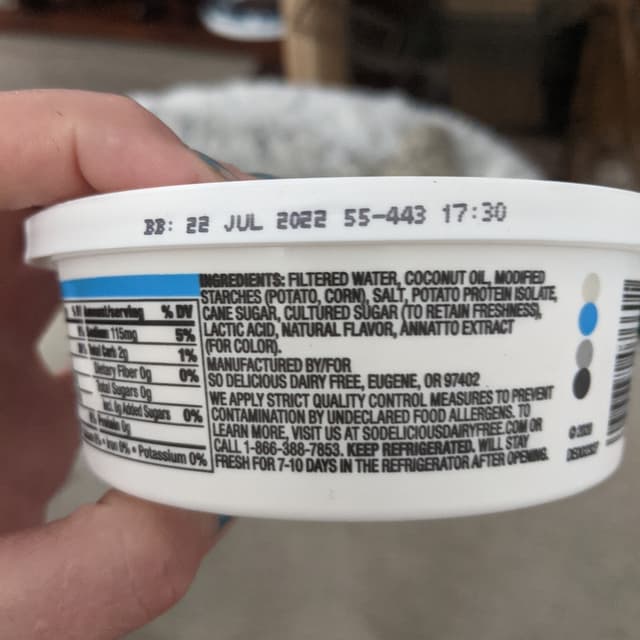 BB: 22 JUL 2022 55-443 17:30
Amount/serving % DV
Sodium 115mg 5%
Total Carb 2g 1%
Dietary Fiber 0g 0%
Total Sugars 0g
Incl. 0g Added Sugars 0%
Protein 0g
Iron 0% • Potassium 0%
INGREDIENTS: FILTERED WATER, COCONUT OIL, MODIFIED
STARCHES (POTATO, CORN), SALT, POTATO PROTEIN ISOLATE,
CANE SUGAR, CULTURED SUGAR (TO RETAIN FRESHNESS),
LACTIC ACID, NATURAL FLAVOR, ANNATTO EXTRACT
(FOR COLOR).
MANUFACTURED BY/FOR
SO DELICIOUS DAIRY FREE, EUGENE, OR 97402
WE APPLY STRICT QUALITY CONTROL MEASURES TO PREVENT
CONTAMINATION BY UNDECLARED FOOD ALLERGENS. TO
LEARN MORE, VISIT US AT SODELICIOUSDAIRYFREE.COM OR
CALL 1-866-388-7853. KEEP REFRIGERATED. WILL STAY
FRESH FOR 7-10 DAYS IN THE REFRIGERATOR AFTER OPENING.
© 2020